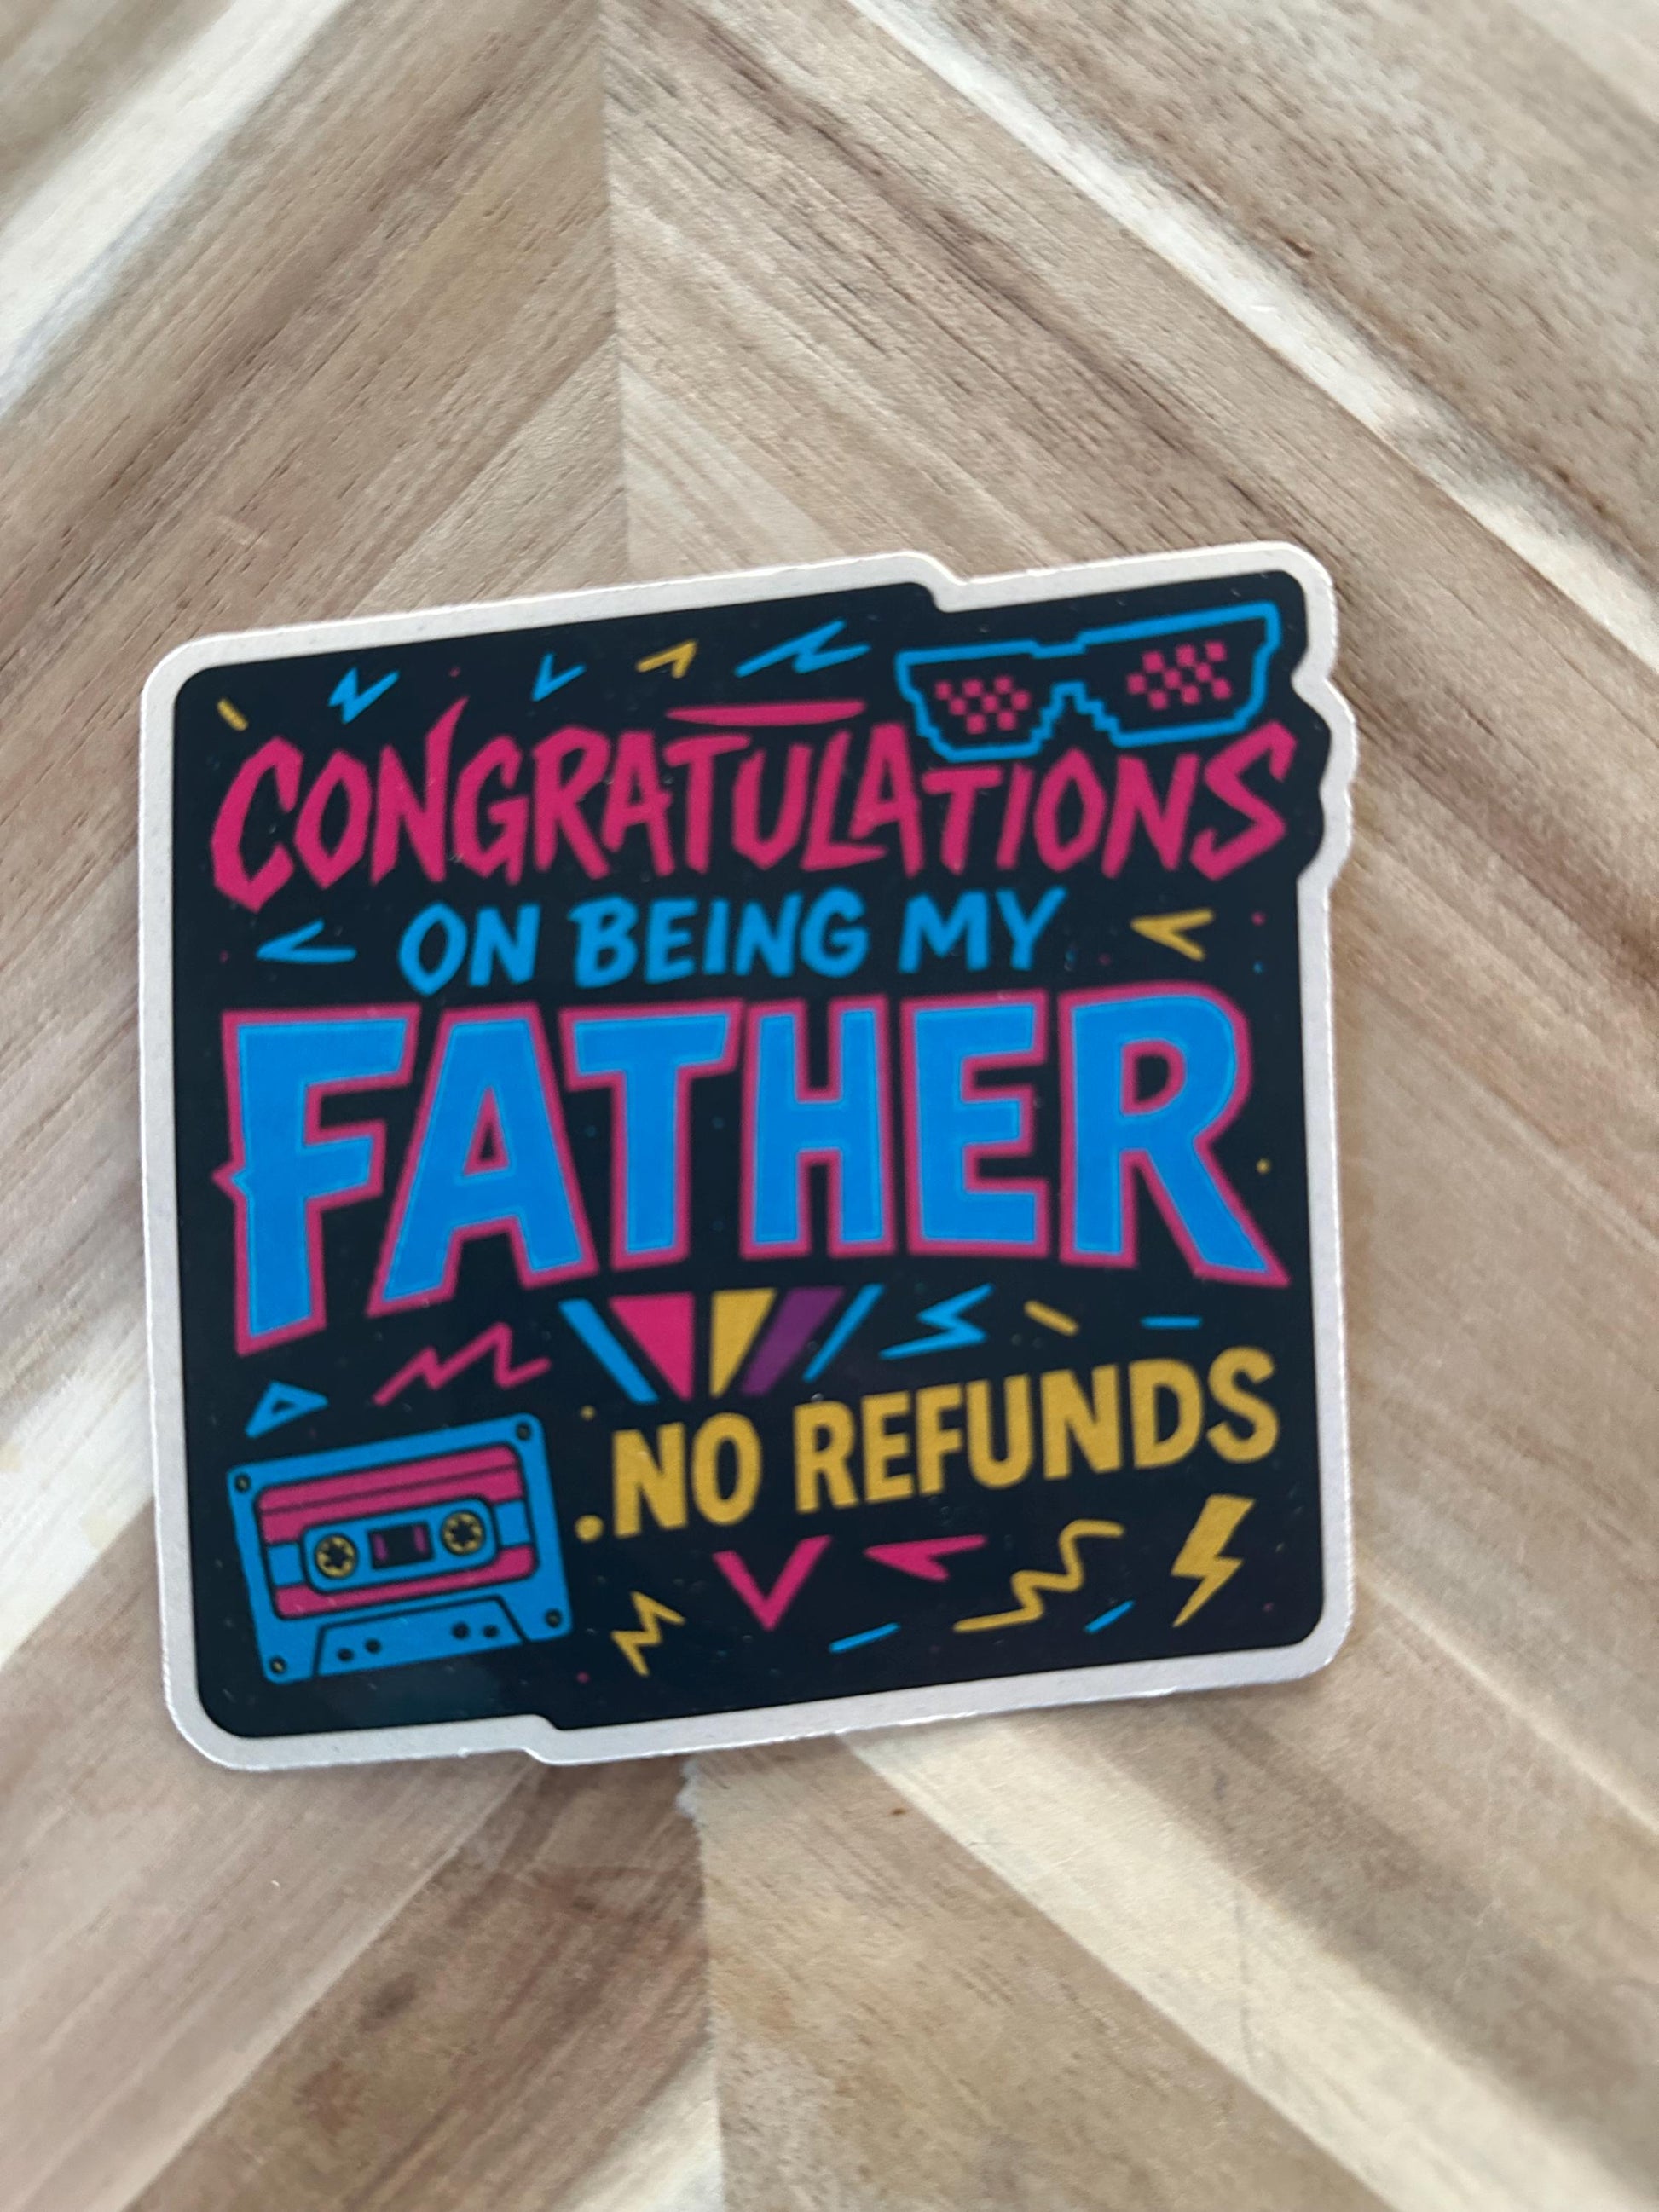 CONGRATULATIONS
ON BEING MY
FATHER
.NO REFUNDS